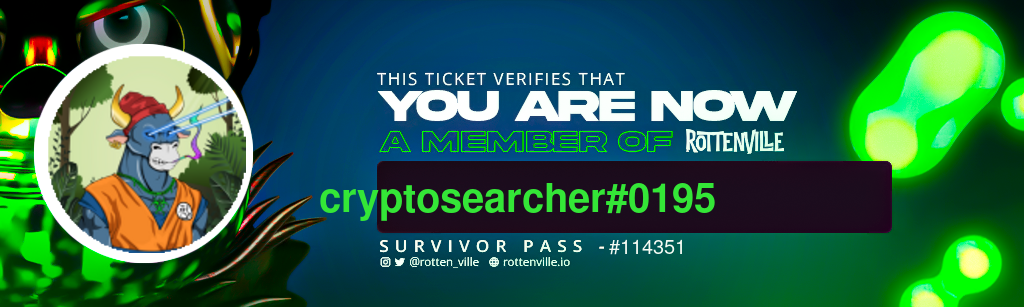 THIS TICKET VERIFIES THAT
YOU ARE NOW
A MEMBER OF ROTTENVILLE
cryptosearcher#0195
SURVIVOR PASS - #114351
@rotten_ville rottenville.io